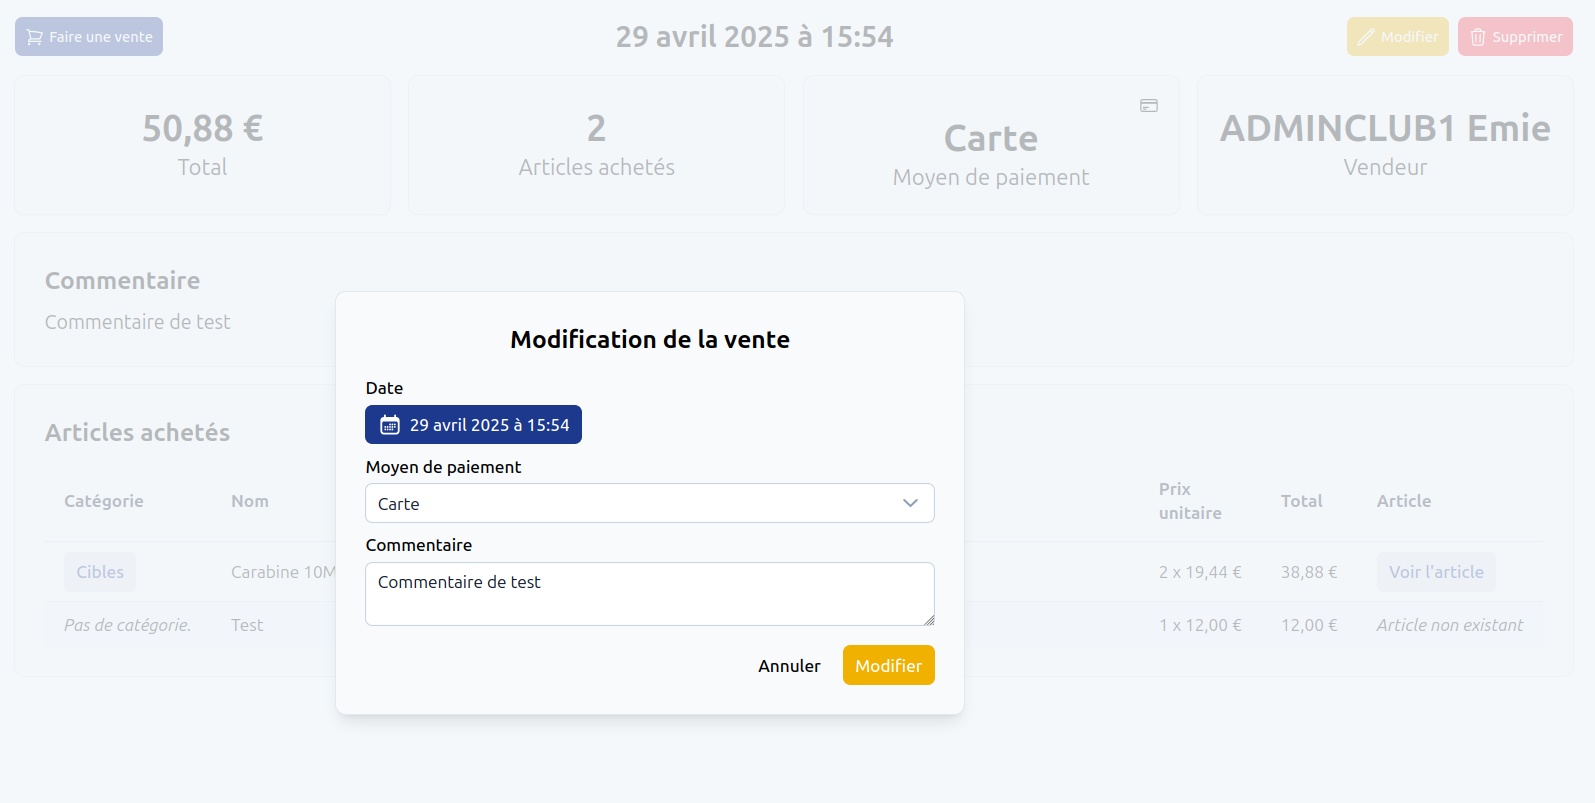 Faire une vente
29 avril 2025 à 15:54
Modifier
Supprimer
50,88 €
Total
2
Articles achetés
Carte
Moyen de paiement
ADMINCLUB1 Emie
Vendeur
Commentaire
Commentaire de test
Modification de la vente
Date
29 avril 2025 à 15:54
Moyen de paiement
Carte
Commentaire
Commentaire de test
Annuler
Modifier
Articles achetés
Catégorie
Nom
Prix
unitaire
Total
Article
Cibles
Carabine 10M
2 x 19,44 €
38,88 €
Voir l'article
Pas de catégorie.
Test
1 x 12,00 €
12,00 €
Article non existant